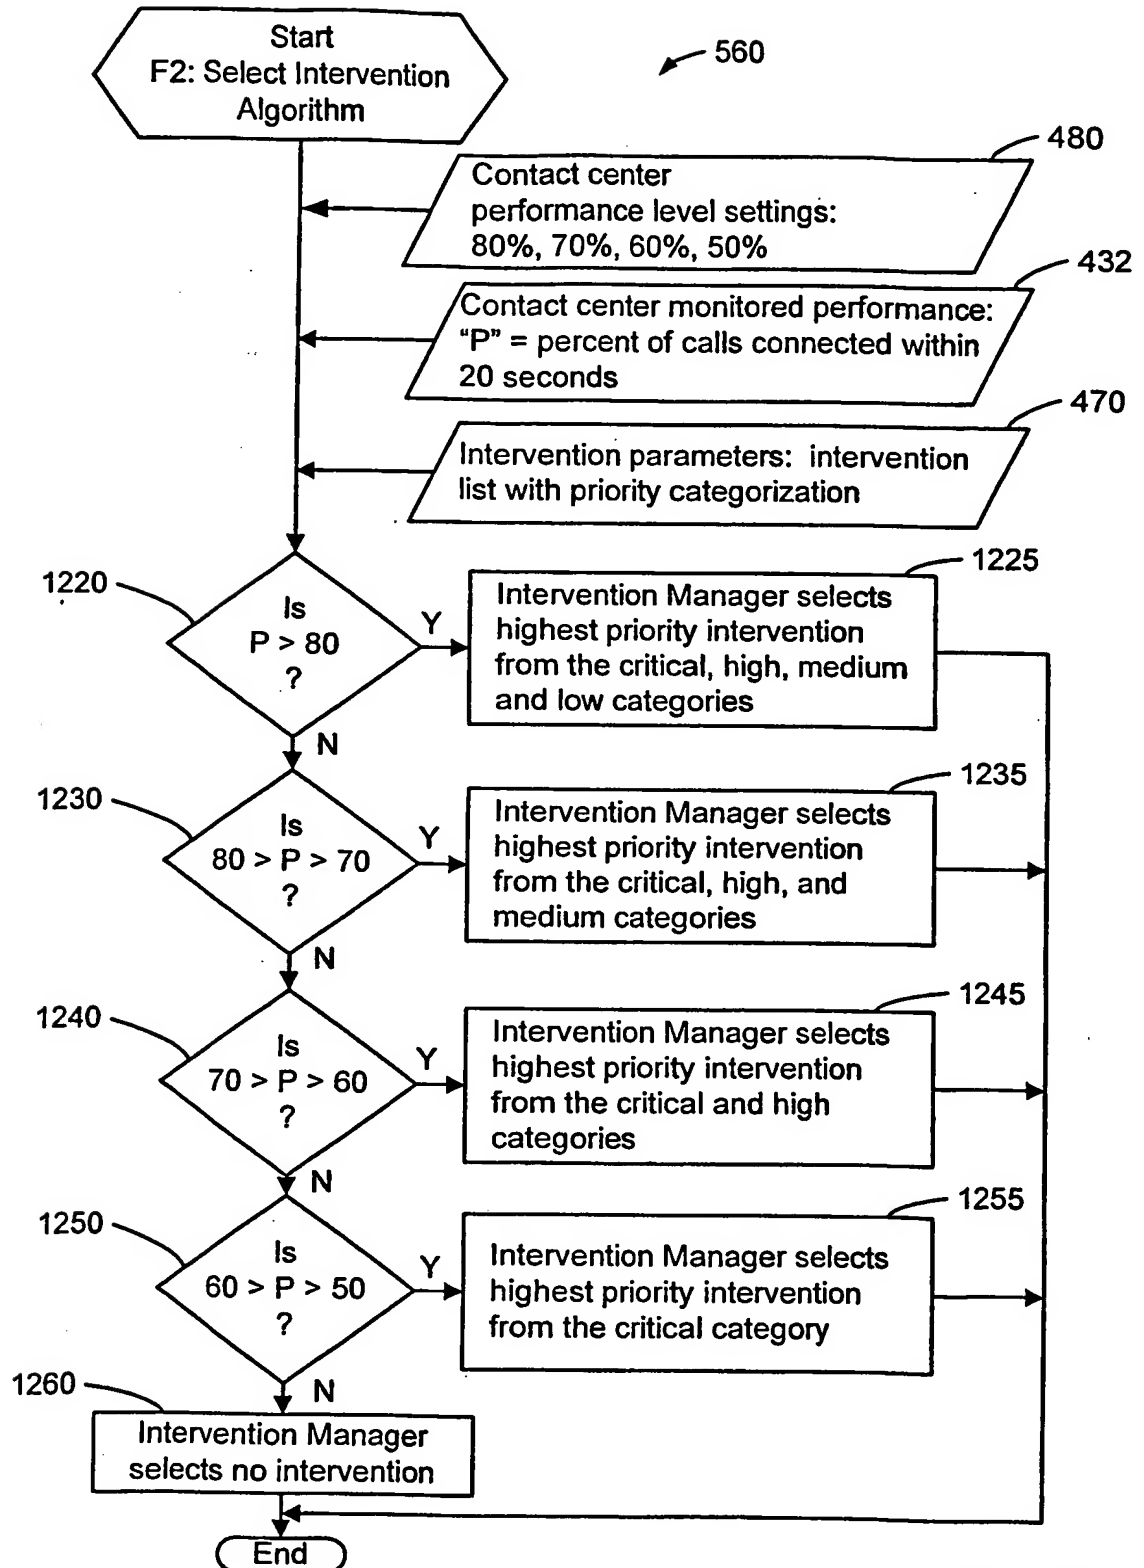 Start
F2: Select Intervention
Algorithm
560
480
Contact center
performance level settings:
80%, 70%, 60%, 50%
432
Contact center monitored performance:
“P” = percent of calls connected within
20 seconds
470
Intervention parameters: intervention
list with priority categorization
1220
Is
P > 80
?
Y
N
1225
Intervention Manager selects
highest priority intervention
from the critical, high, medium
and low categories
1230
Is
80 > P > 70
?
Y
N
1235
Intervention Manager selects
highest priority intervention
from the critical, high, and
medium categories
1240
Is
70 > P > 60
?
Y
N
1245
Intervention Manager selects
highest priority intervention
from the critical and high
categories
1250
Is
60 > P > 50
?
Y
N
1255
Intervention Manager selects
highest priority intervention
from the critical category
1260
Intervention Manager
selects no intervention
End